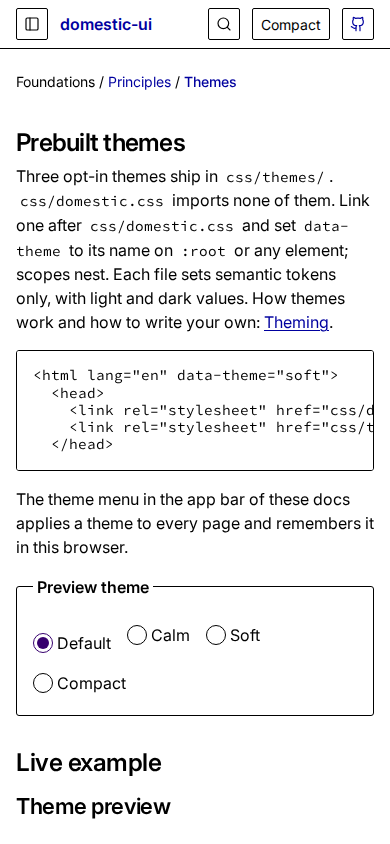 domestic-ui Compact
Foundations / Principles / Themes
Prebuilt themes
Three opt-in themes ship in css/themes/ .
css/domestic.css imports none of them. Link
one after css/domestic.css and set data-
theme to its name on :root or any element;
scopes nest. Each file sets semantic tokens
only, with light and dark values. How themes
work and how to write your own: Theming.
<html lang="en" data-theme="soft">
<head>
<link rel="stylesheet" href="css/d
<link rel="stylesheet" href="css/t
</head>
The theme menu in the app bar of these docs
applies a theme to every page and remembers it
in this browser.
Preview theme
Default Calm Soft
Compact
Live example
Theme preview